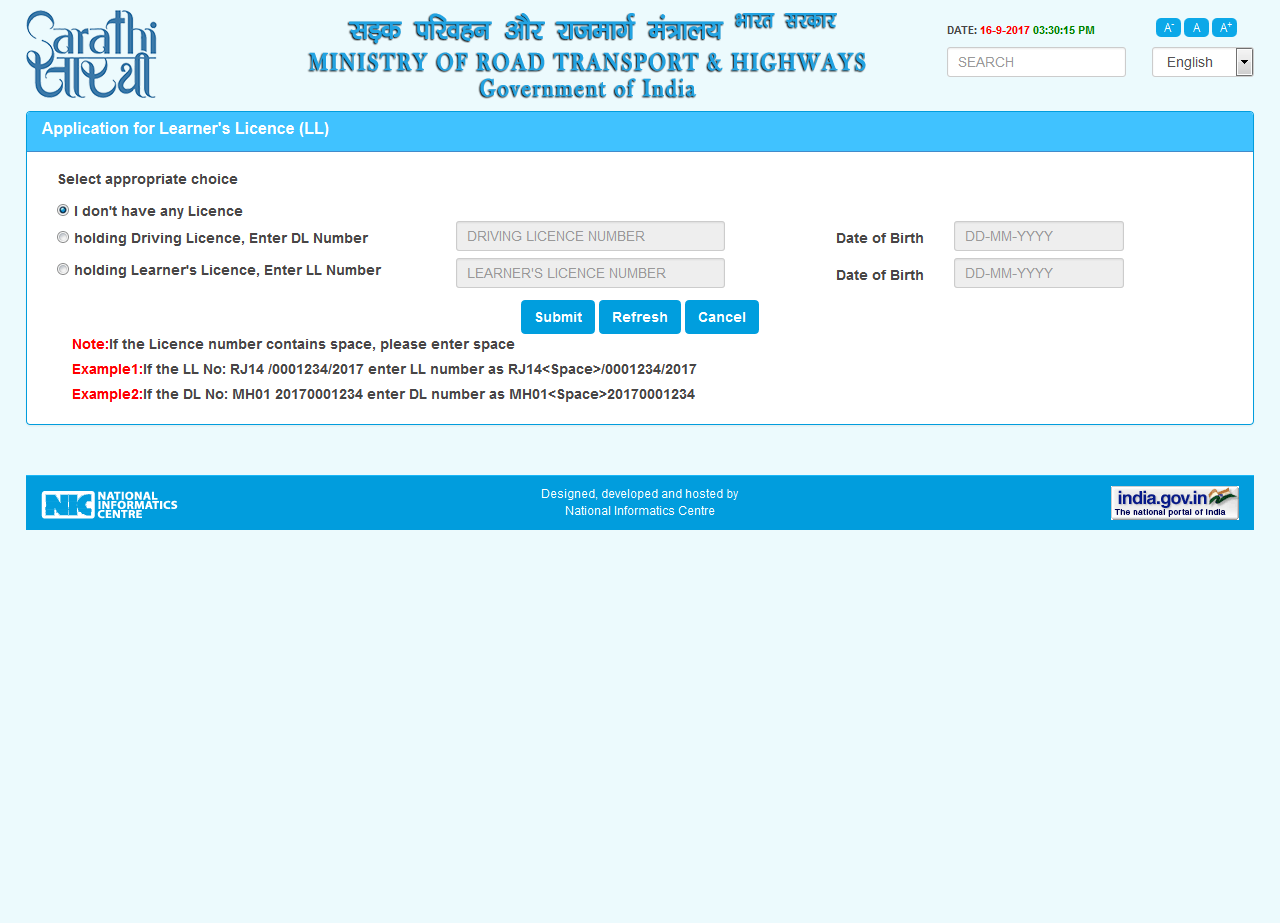 Sarathi
सारथी
सड़क परिवहन और राजमार्ग मंत्रालय भारत सरकार
MINISTRY OF ROAD TRANSPORT & HIGHWAYS
Government of India
DATE: 16-9-2017 03:30:15 PM
A- A A+
SEARCH
English
Application for Learner's Licence (LL)
Select appropriate choice
I don't have any Licence
holding Driving Licence, Enter DL Number DRIVING LICENCE NUMBER Date of Birth DD-MM-YYYY
holding Learner's Licence, Enter LL Number LEARNER'S LICENCE NUMBER Date of Birth DD-MM-YYYY
Submit Refresh Cancel
Note:If the Licence number contains space, please enter space
Example1:If the LL No: RJ14 /0001234/2017 enter LL number as RJ14<Space>/0001234/2017
Example2:If the DL No: MH01 20170001234 enter DL number as MH01<Space>20170001234
NIC NATIONAL
INFORMATICS
CENTRE
Designed, developed and hosted by
National Informatics Centre
india.gov.in
The national portal of India